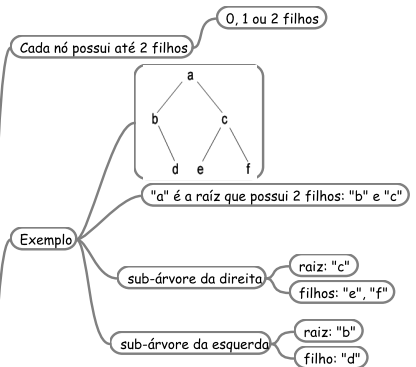 Cada nó possui até 2 filhos
0, 1 ou 2 filhos
Exemplo
a
b c
d e f
"a" é a raíz que possui 2 filhos: "b" e "c"
sub-árvore da direita
raiz: "c"
filhos: "e", "f"
sub-árvore da esquerda
raiz: "b"
filho: "d"